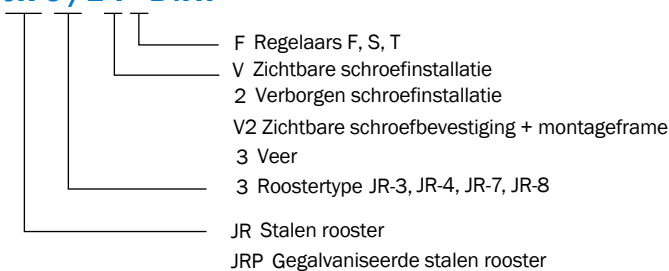 F Regelaars F, S, T
V Zichtbare schroefinstallatie
2 Verborgen schroefinstallatie
V2 Zichtbare schroefbevestiging + montageframe
3 Veer
3 Roostertype JR-3, JR-4, JR-7, JR-8
JR Stalen rooster
JRP Gegalvaniseerde stalen rooster